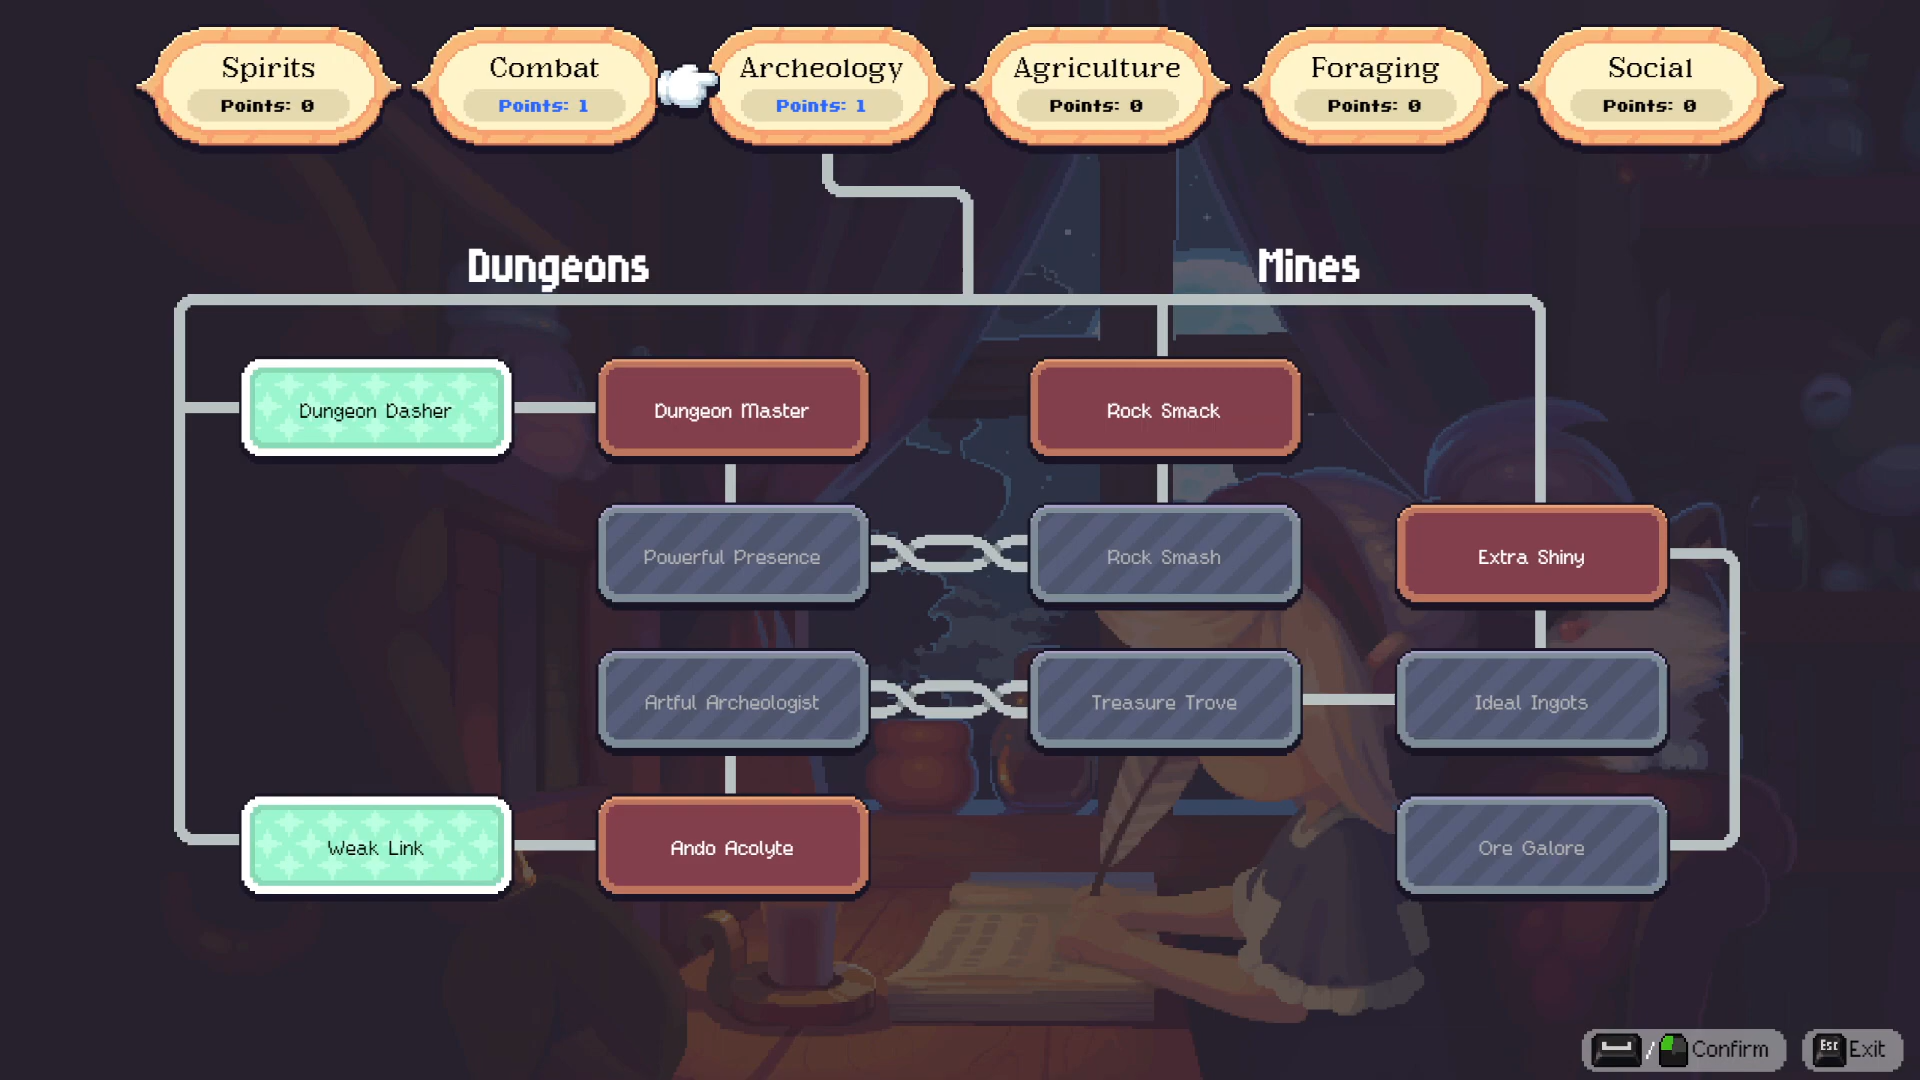 Spirits
Points: 0
Combat
Points: 1
Archeology
Points: 1
Agriculture
Points: 0
Foraging
Points: 0
Social
Points: 0
Dungeons
Mines
Dungeon Dasher
Dungeon Master
Rock Smack
Powerful Presence
Rock Smash
Extra Shiny
Artful Archeologist
Treasure Trove
Ideal Ingots
Weak Link
Ando Acolyte
Ore Galore
/ Confirm
Esc Exit